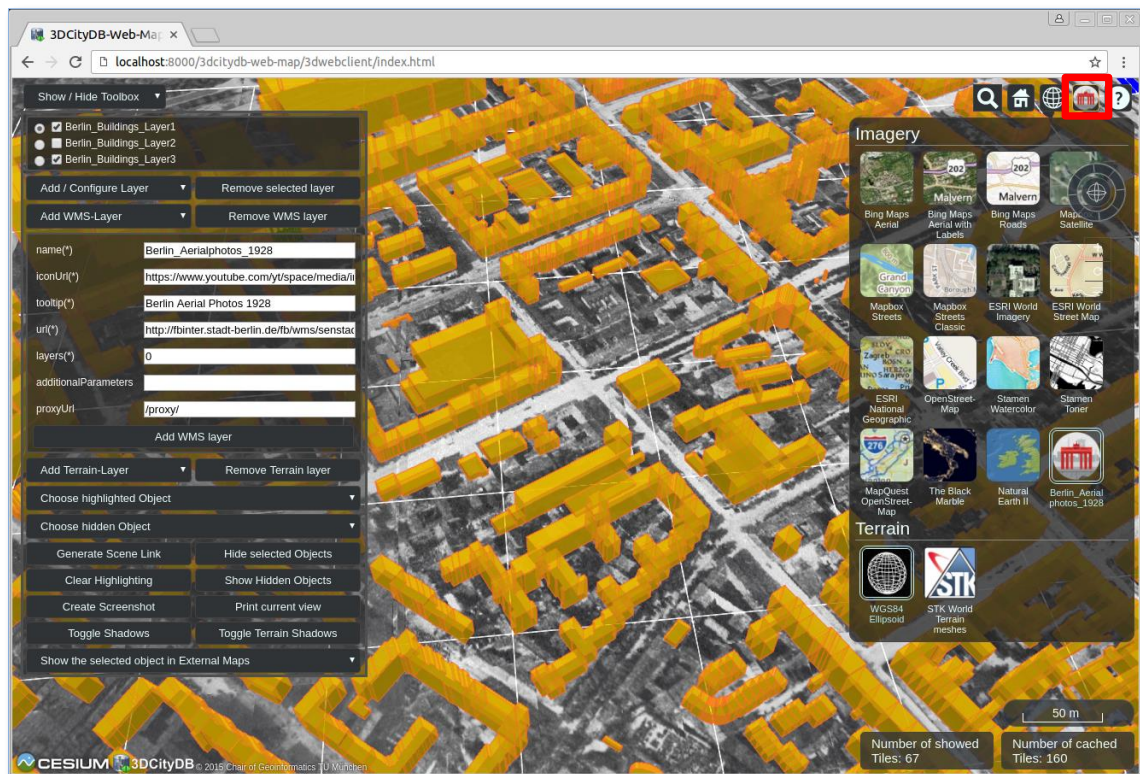 3DCityDB-Web-Map
localhost:8000/3dcitydb-web-map/3dwebclient/index.html
Show / Hide Toolbox
Berlin_Buildings_Layer1
Berlin_Buildings_Layer2
Berlin_Buildings_Layer3
Add / Configure Layer
Remove selected layer
Add WMS-Layer
Remove WMS layer
name(*)
Berlin_Aerialphotos_1928
iconUrl(*)
https://www.youtube.com/yt/space/media/i
tooltip(*)
Berlin Aerial Photos 1928
url(*)
http://fbinter.stadt-berlin.de/fb/wms/senstad
layers(*)
0
additionalParameters
proxyUrl
/proxy/
Add WMS layer
Add Terrain-Layer
Remove Terrain layer
Choose highlighted Object
Choose hidden Object
Generate Scene Link
Hide selected Objects
Clear Highlighting
Show Hidden Objects
Create Screenshot
Print current view
Toggle Shadows
Toggle Terrain Shadows
Show the selected object in External Maps
CESIUM
3DCityDB
© 2015 Chair of Geoinformatics TU München
?
Imagery
202
202
Malvern
Malvern
N
Bing Maps
Aerial
Bing Maps
Aerial with
Labels
Bing Maps
Roads
Satellite
Grand
Canyon
Mapbox
Streets
Mapbox
Streets
Classic
ESRI World
Imagery
ESRI World
Street Map
Zagreb
P
ESRI
National
Geographic
OpenStreet-
Map
Stamen
Watercolor
Stamen
Toner
276
MapQuest
OpenStreet-
Map
The Black
Marble
Natural
Earth II
Berlin_Aerial
photos_1928
Terrain
STK
WGS84
Ellipsoid
STK World
Terrain
meshes
50 m
Number of showed
Tiles: 67
Number of cached
Tiles: 160